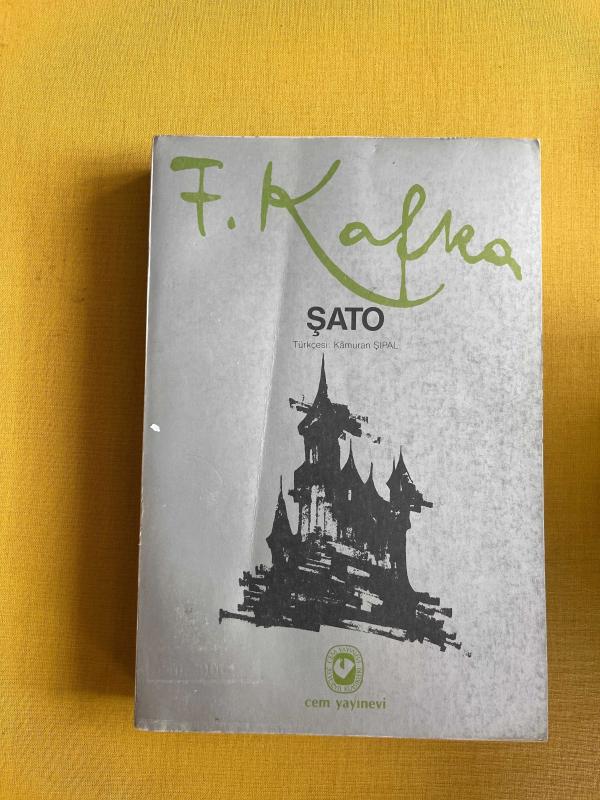 F. Kafka
ŞATO
Türkçesi: Kâmuran ŞİPAL
cem yayınevi